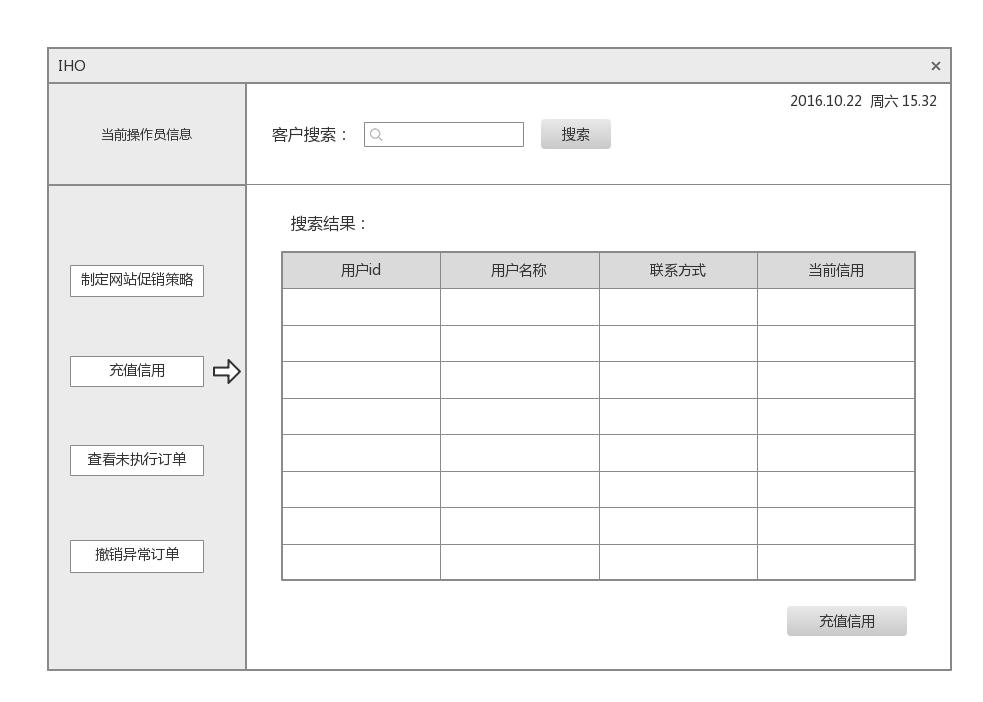 IHO
×
当前操作员信息
2016.10.22 周六 15.32
客户搜索：
搜索
制定网站促销策略
充值信用
查看未执行订单
撤销异常订单
搜索结果：
用户id 用户名称 联系方式 当前信用
充值信用